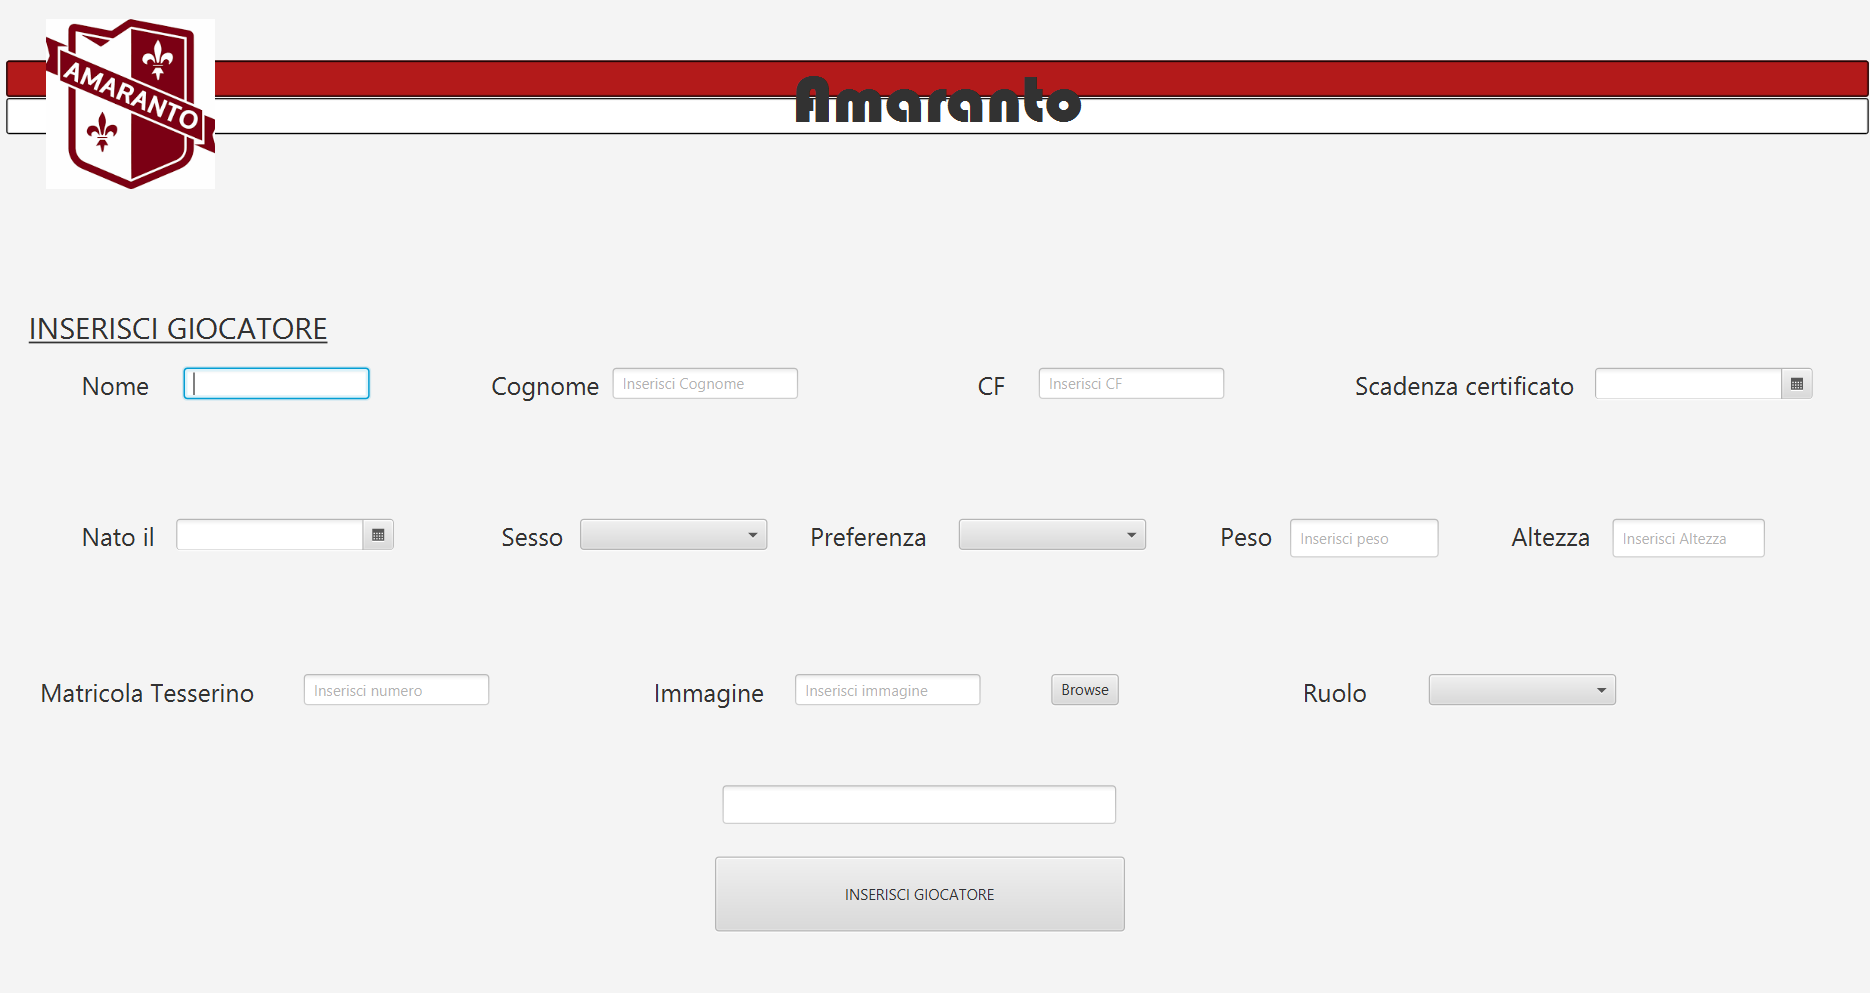 AMARANTO
Amaranto
INSERISCI GIOCATORE
Nome
Cognome Inserisci Cognome
CF Inserisci CF
Scadenza certificato
Nato il
Sesso
Preferenza
Peso Inserisci peso
Altezza Inserisci Altezza
Matricola Tesserino Inserisci numero
Immagine Inserisci immagine Browse
Ruolo
INSERISCI GIOCATORE